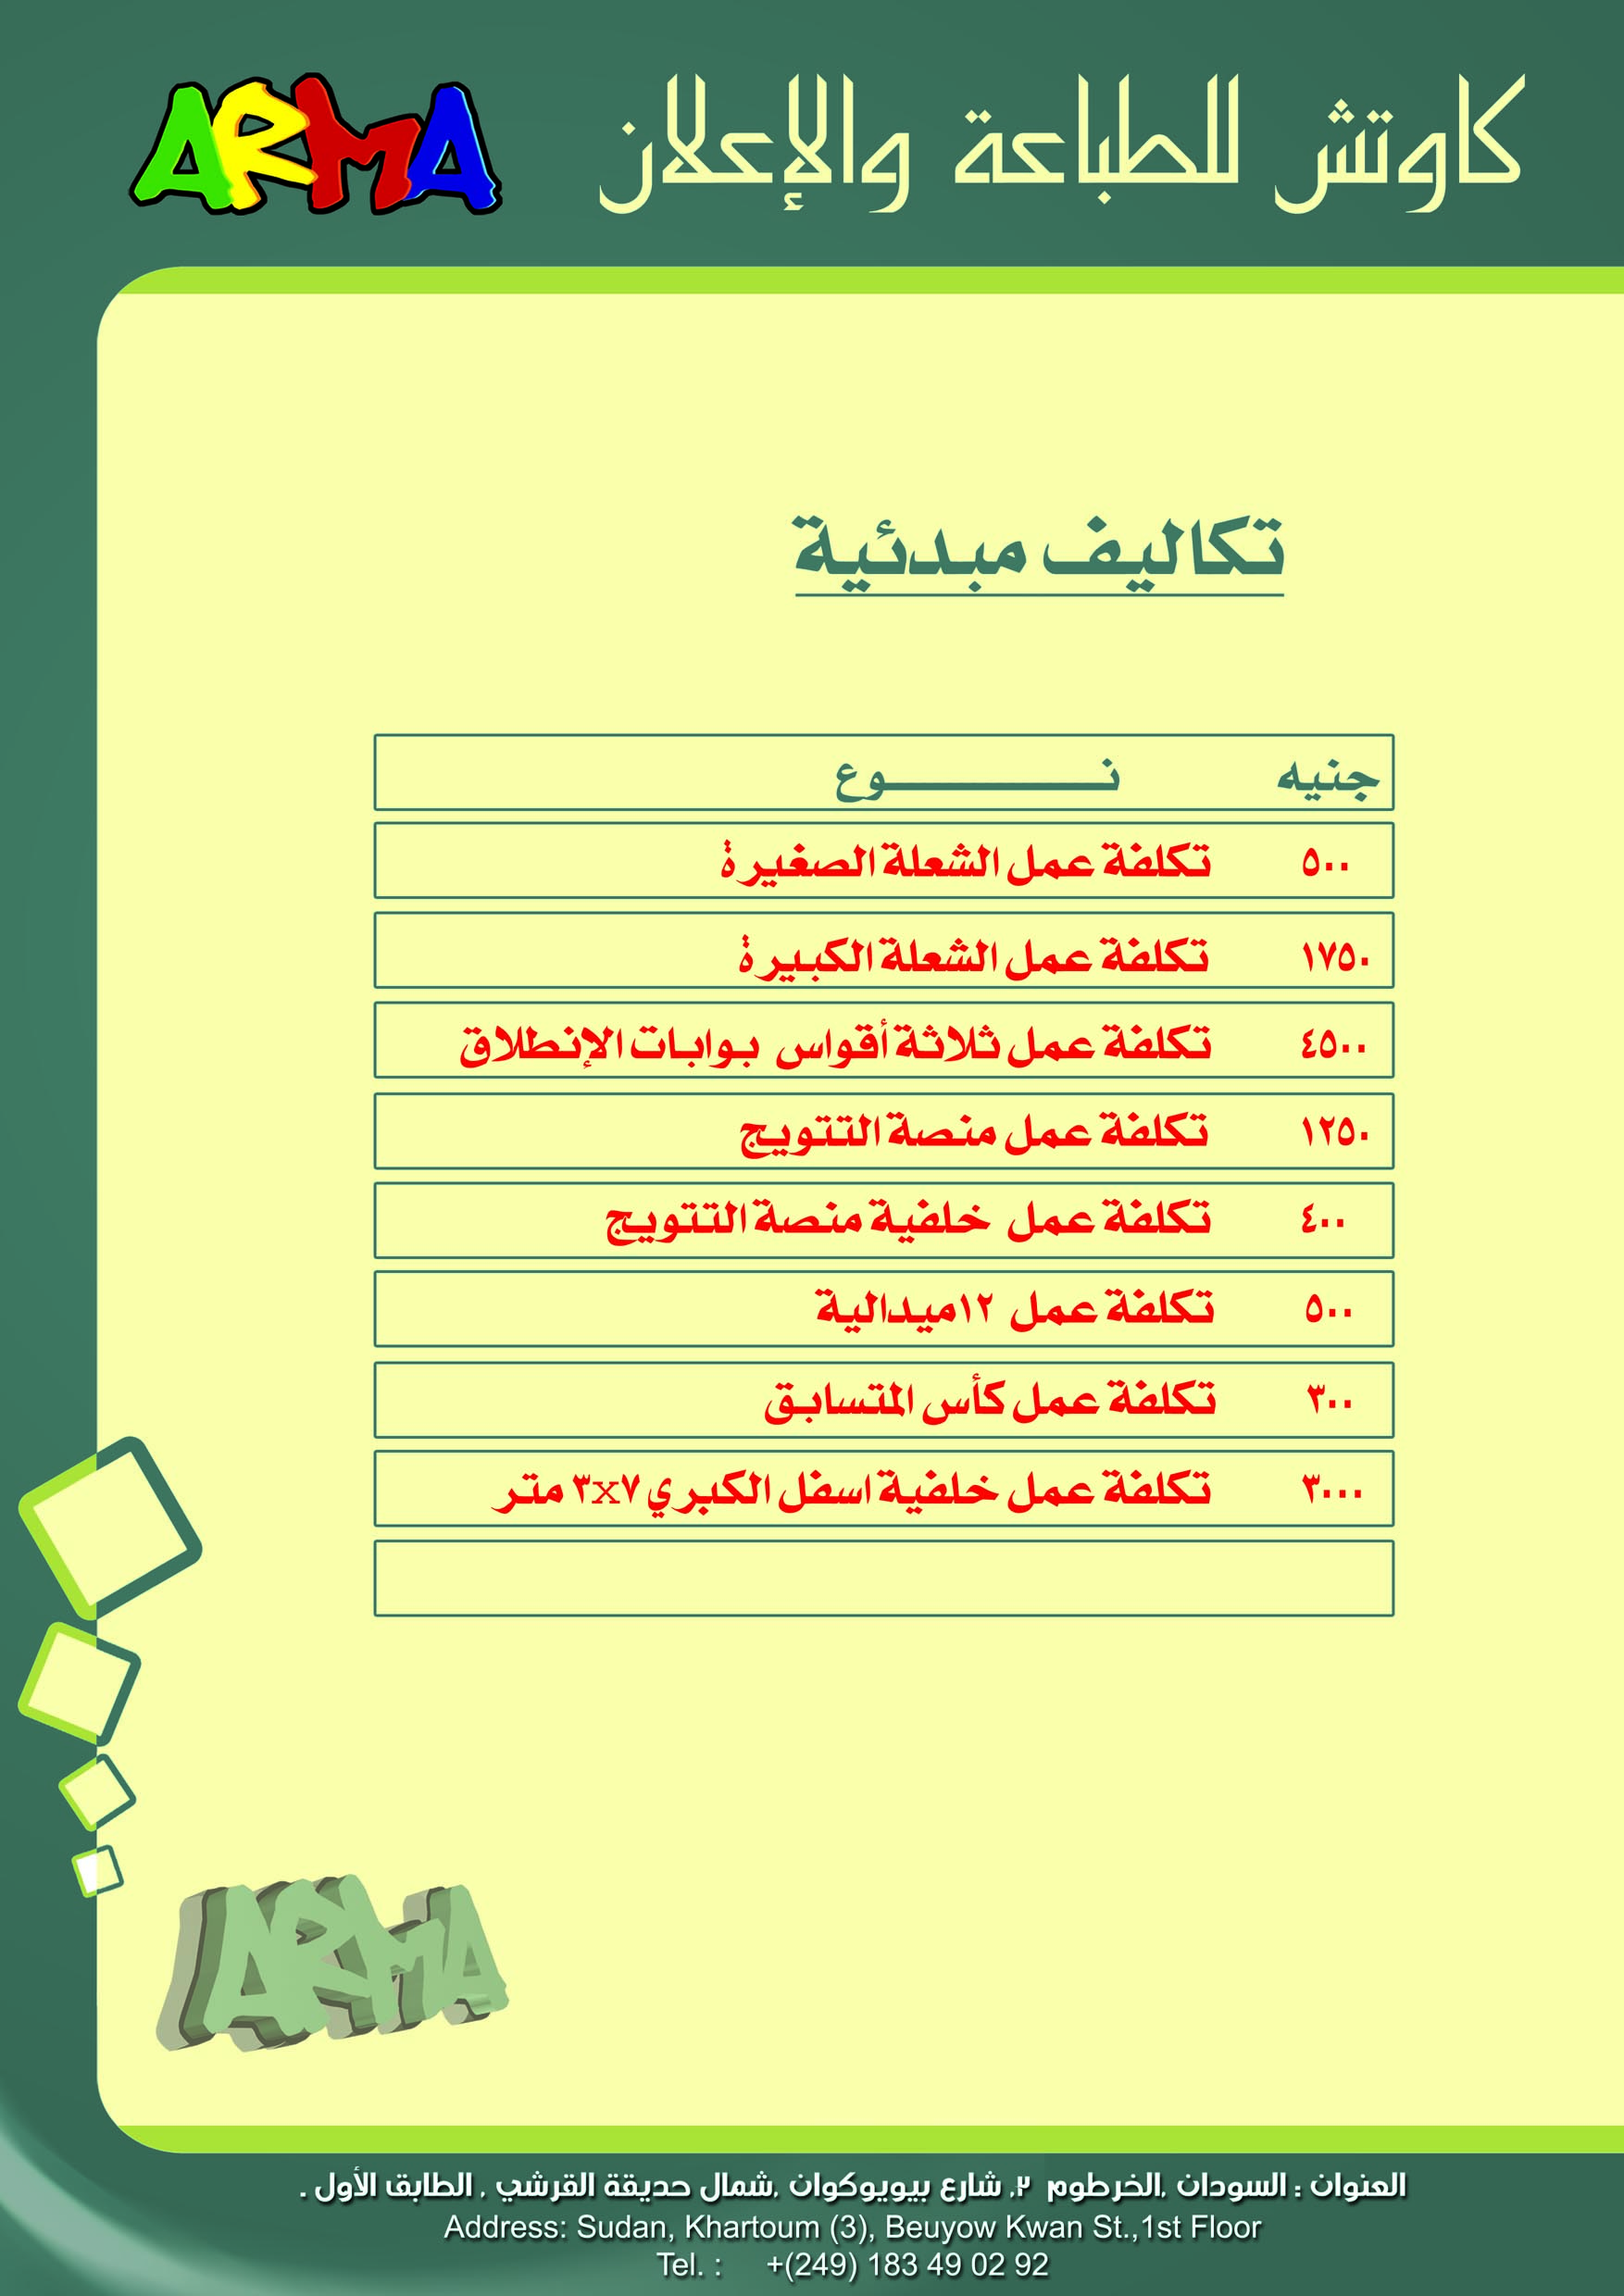 ARMA
كاوتش للطباعة والإعلان
تكاليف مبدئية
جنيه نـــوع
٥٠٠ تكلفة عمل الشعلة الصغيرة
١٧٥٠ تكلفة عمل الشعلة الكبيرة
٤٥٠٠ تكلفة عمل ثلاثة أقواس بوابات الإنطلاق
١٢٥٠ تكلفة عمل منصة التتويج
٤٠٠ تكلفة عمل خلفية منصة التتويج
٥٠٠ تكلفة عمل ١٢ميدالية
٣٠٠ تكلفة عمل كأس المتسابق
٣٠٠٠ تكلفة عمل خلفية اسفل الكبري ٣x٧ متر
ARMA
العنوان : السودان ,الخرطوم ٣, شارع بيويوكوان ,شمال حديقة القرشي , الطابق الأول .
Address: Sudan, Khartoum (3), Beuyow Kwan St.,1st Floor
Tel. : +(249) 183 49 02 92